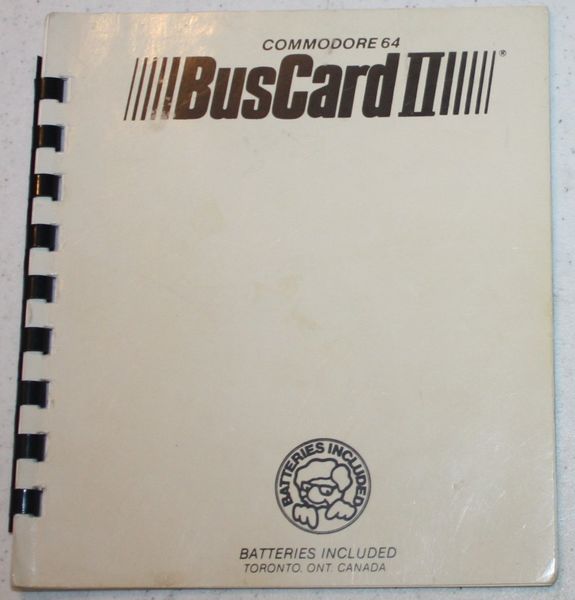 COMMODORE 64
BusCard II®
BATTERIES INCLUDED
BATTERIES INCLUDED
TORONTO. ONT. CANADA